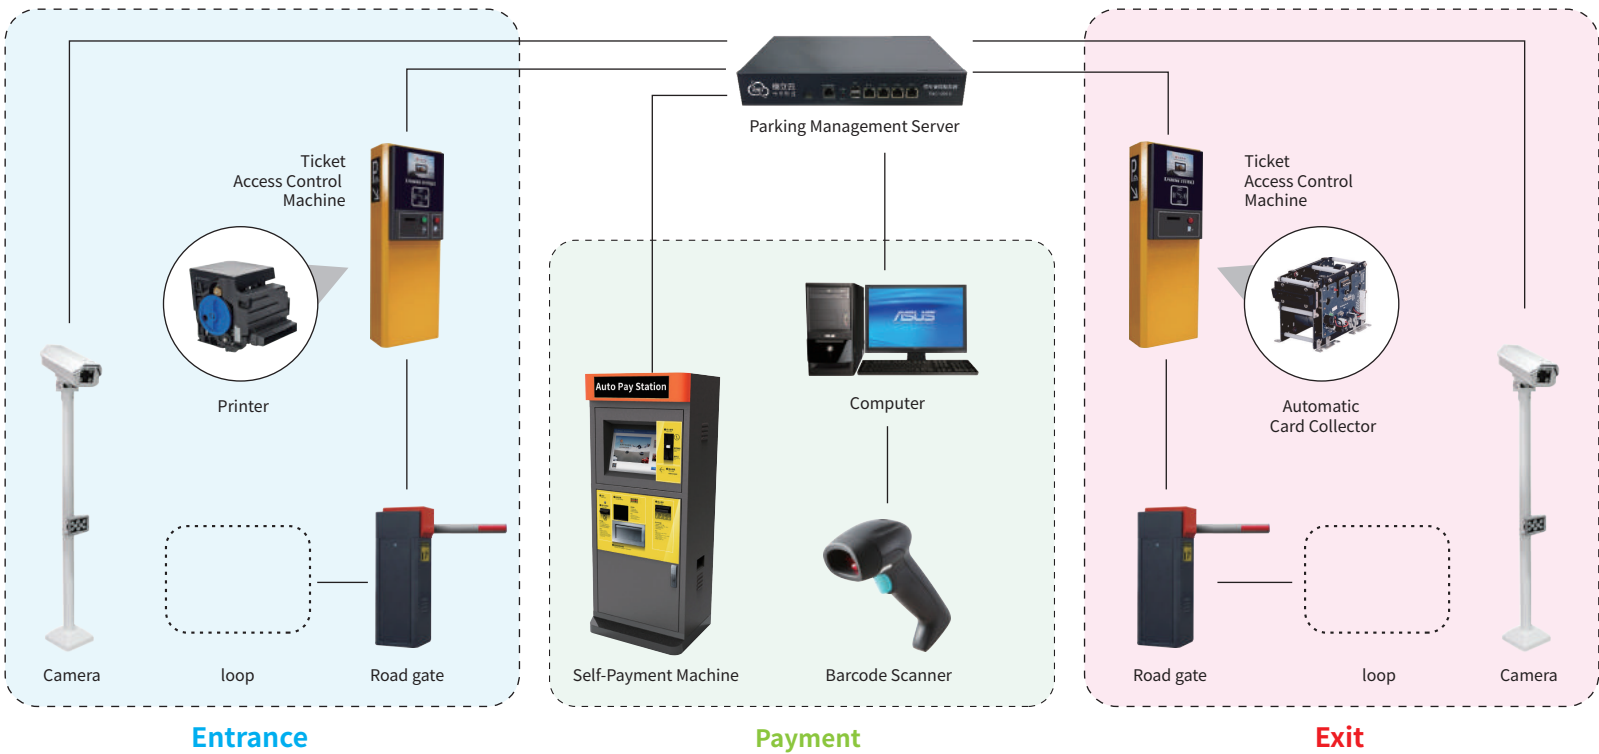 Parking Management Server
Ticket
Access Control
Machine
Printer
Camera
loop
Road gate
Entrance
Auto Pay Station
Self-Payment Machine
ASUS
Computer
Barcode Scanner
Payment
Ticket
Access Control
Machine
Automatic
Card Collector
Road gate
loop
Camera
Exit